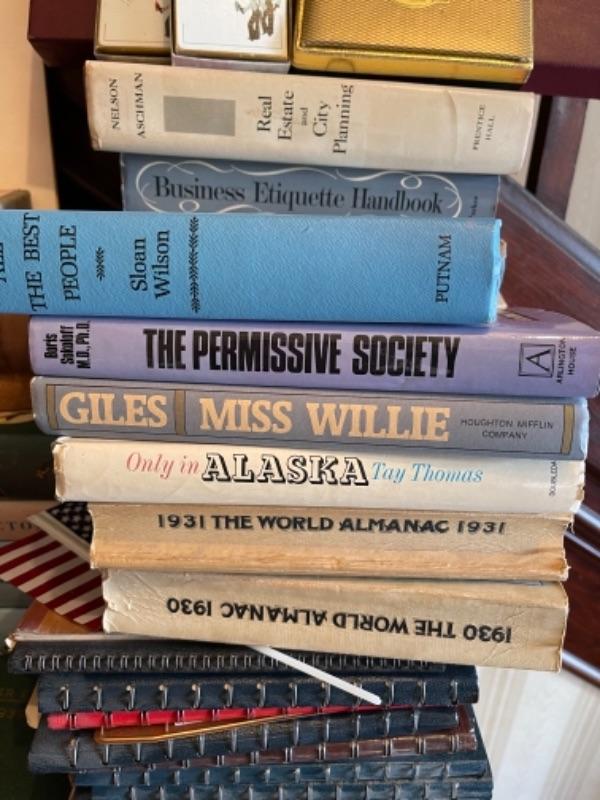 NELSON
ASCHMAN
Real
Estate
and
City
Planning
PRENTICE
HALL
Business Etiquette Handbook
ALL
THE BEST
PEOPLE
Sloan
Wilson
PUTNAM
Boris
Sokoloff
M.D., Ph.D.
THE PERMISSIVE SOCIETY
A
ARLINGTON
HOUSE
GILES
MISS WILLIE
HOUGHTON MIFFLIN
COMPANY
Only in ALASKA Tay Thomas
1931 THE WORLD ALMANAC 1931
1930 THE WORLD ALMANAC 1930